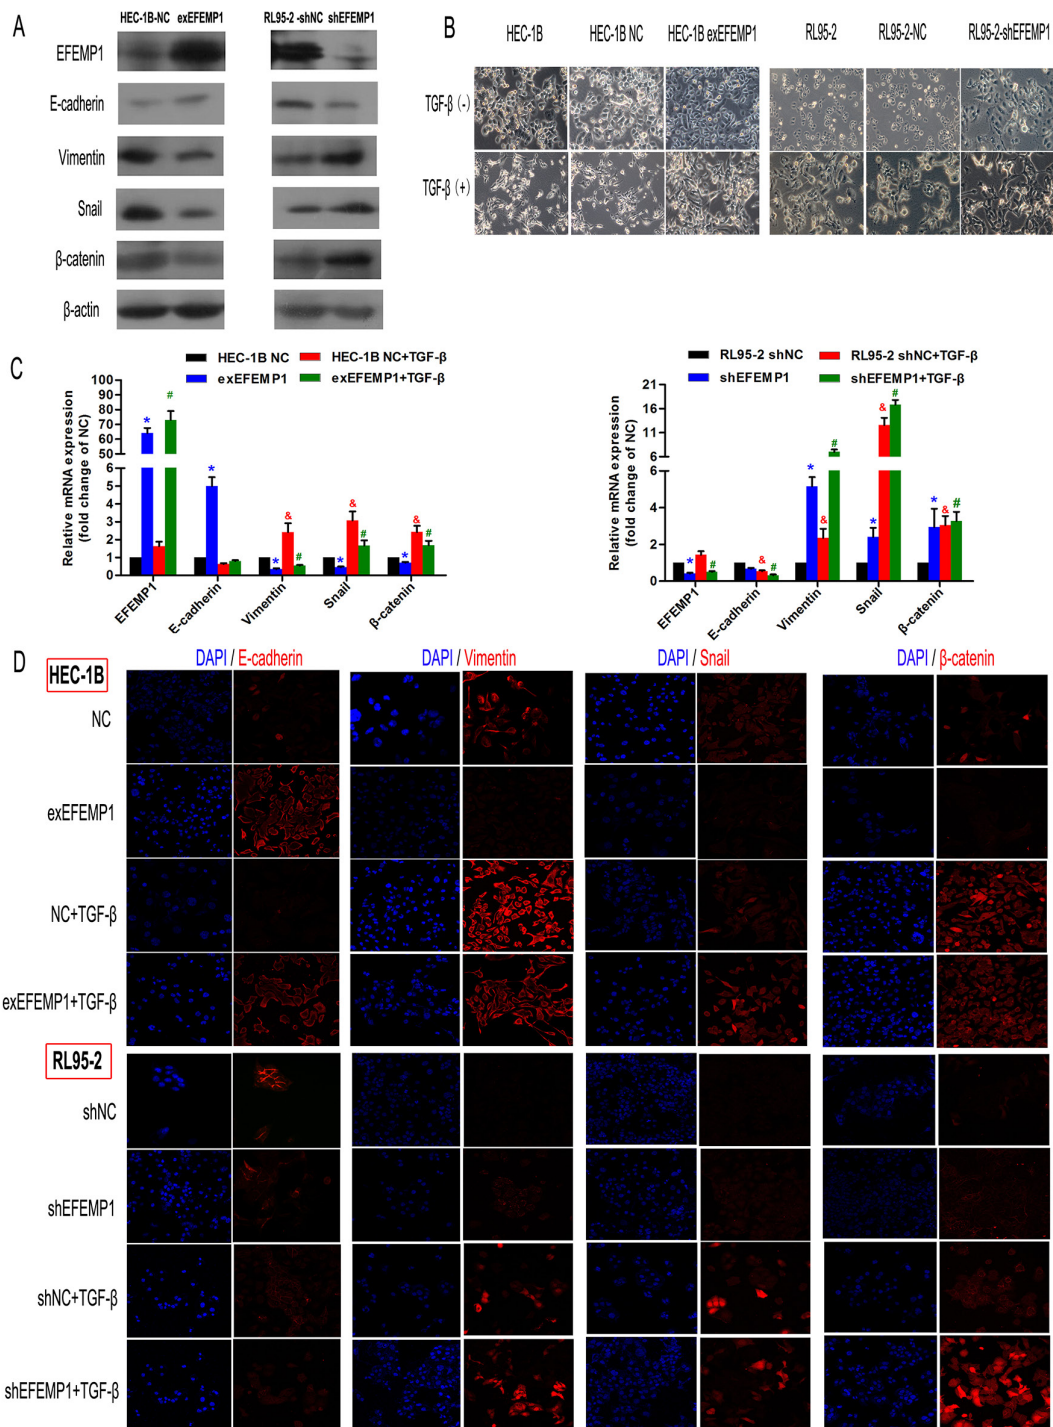 A
HEC-1B-NC exEFEMP1
RL95-2 -shNC shEFEMP1
EFEMP1
E-cadherin
Vimentin
Snail
β-catenin
β-actin
B
HEC-1B HEC-1B NC HEC-1B exEFEMP1
RL95-2 RL95-2-NC RL95-2-shEFEMP1
TGF-β (-)
TGF-β (+)
C
HEC-1B NC HEC-1B NC+TGF-β
exEFEMP1 exEFEMP1+TGF-β
Relative mRNA expression
(fold change of NC)
100
90
80
70
60
50
6
5
4
3
2
1
0
* # * * & # * & # * & #
EFEMP1 E-cadherin Vimentin Snail β-catenin
RL95-2 shNC RL95-2 shNC+TGF-β
shEFEMP1 shEFEMP1+TGF-β
Relative mRNA expression
(fold change of NC)
21
16
11
6
6
4
2
0
* # & # * & # * & # * & #
EFEMP1 E-cadherin Vimentin Snail β-catenin
D
DAPI / E-cadherin DAPI / Vimentin DAPI / Snail DAPI / β-catenin
HEC-1B
NC
exEFEMP1
NC+TGF-β
exEFEMP1+TGF-β
RL95-2
shNC
shEFEMP1
shNC+TGF-β
shEFEMP1+TGF-β